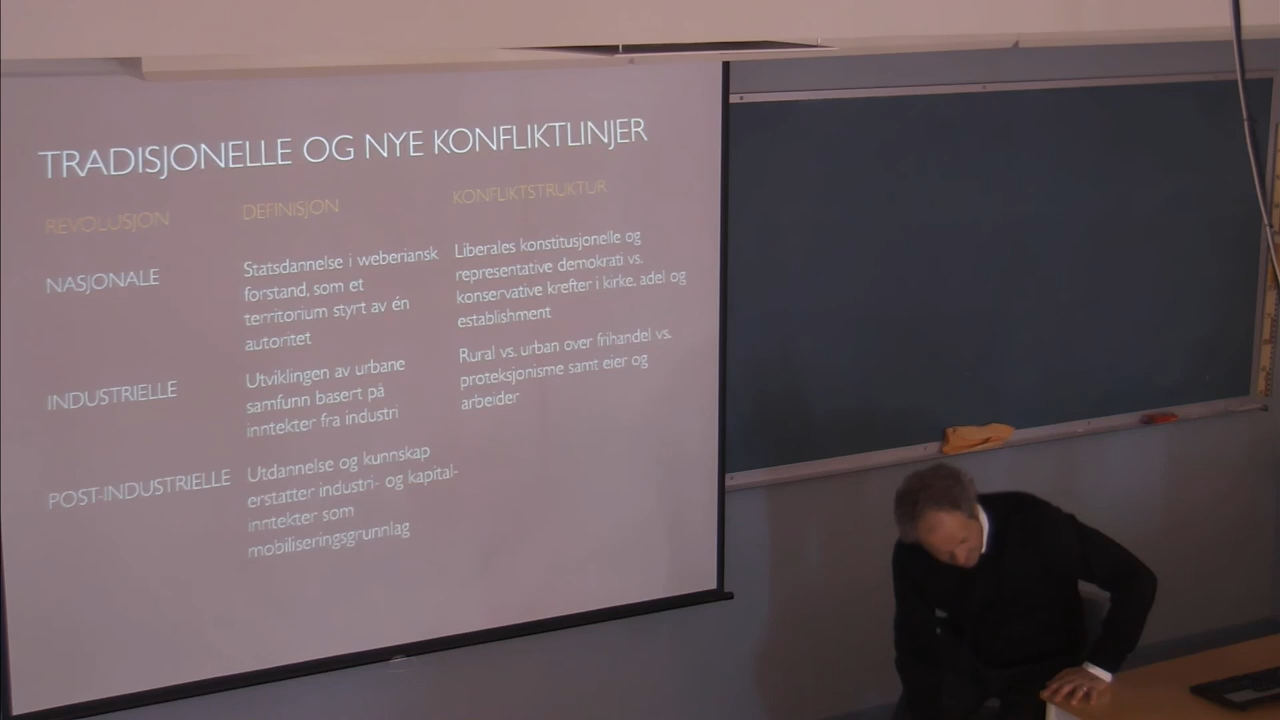 TRADISJONELLE OG NYE KONFLIKTLINJER
REVOLUSJON DEFINISJON KONFLIKTSTRUKTUR
NASJONALE
Statsdannelse i weberiansk
forstand, som et
territorium styrt av én
autoritet
Liberales konstitusjonelle og
representative demokrati vs.
konservative krefter i kirke, adel og
establishment
INDUSTRIELLE
Utviklingen av urbane
samfunn basert på
inntekter fra industri
Rural vs. urban over frihandel vs.
proteksjonisme samt eier og
arbeider
POST-INDUSTRIELLE
Utdannelse og kunnskap
erstatter industri- og kapital-
inntekter som
mobiliseringsgrunnlag